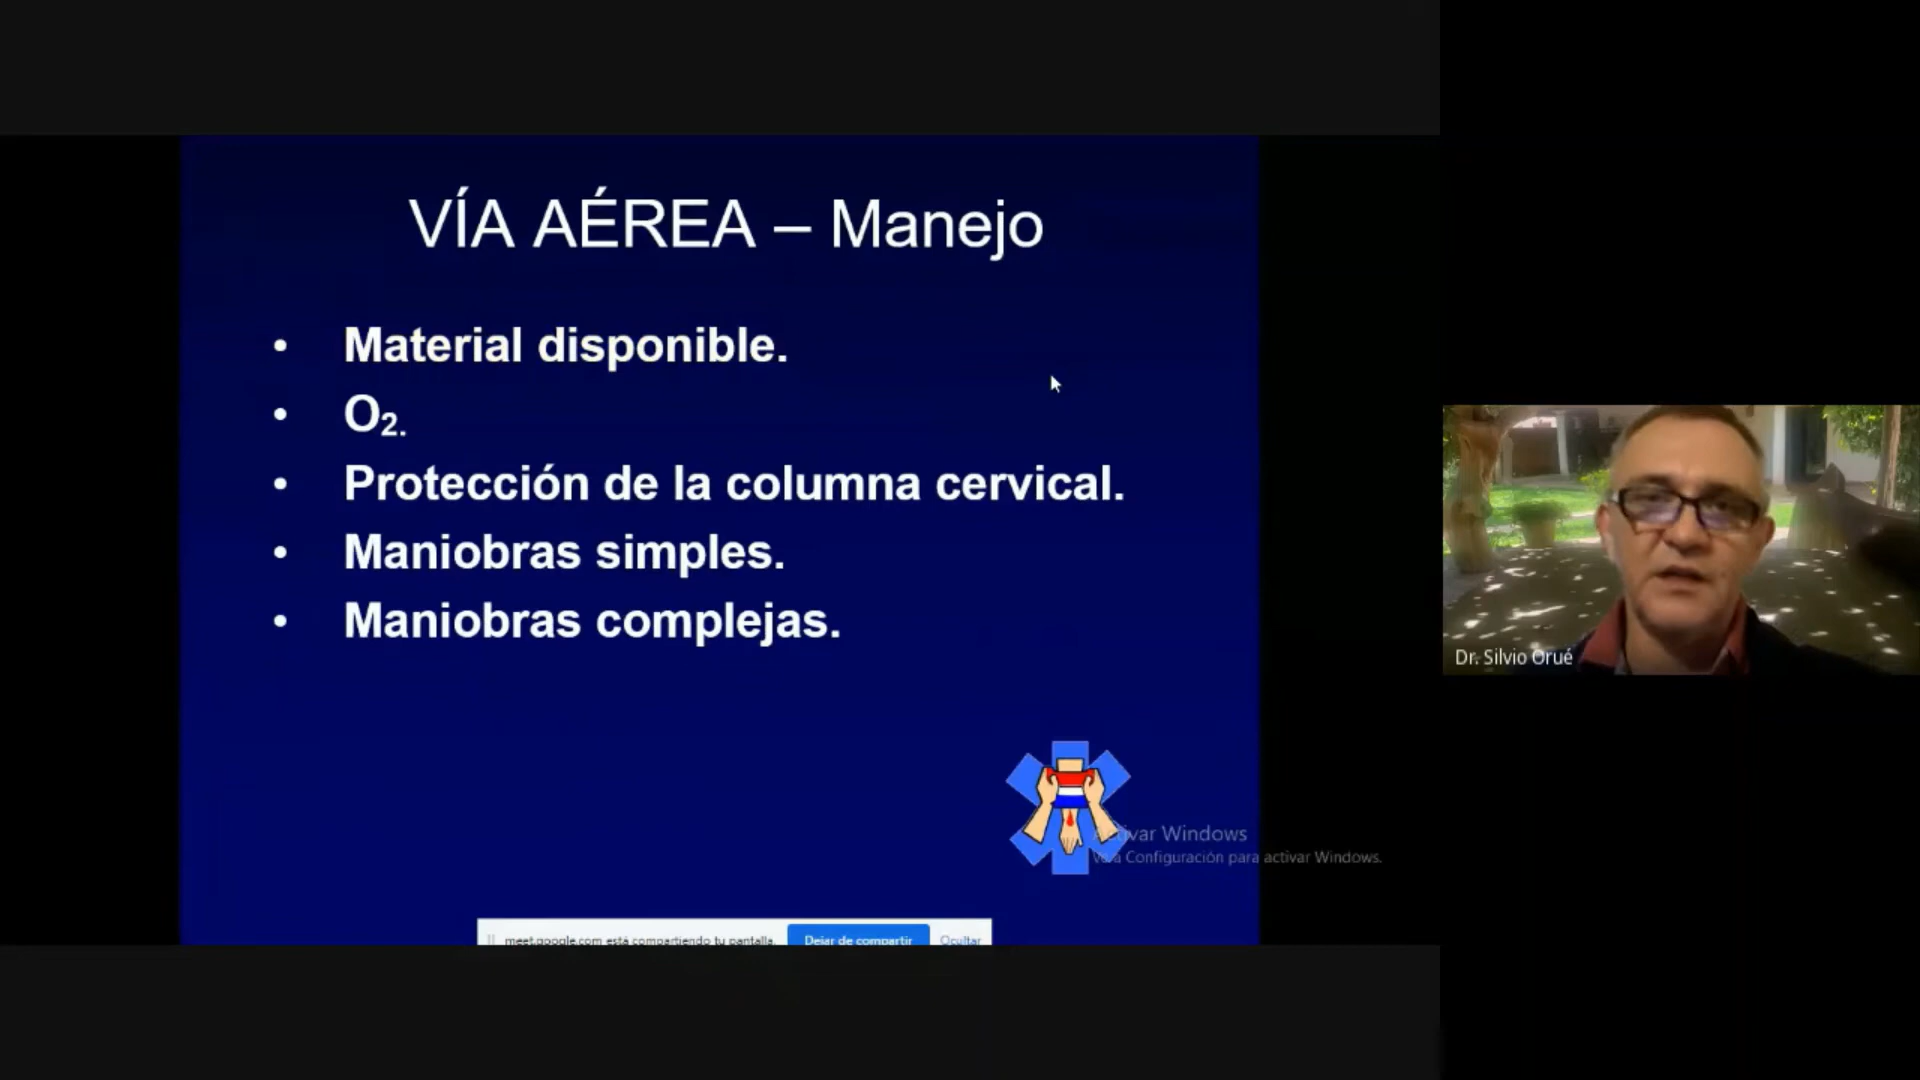 VÍA AÉREA – Manejo
• Material disponible.
• O2.
• Protección de la columna cervical.
• Maniobras simples.
• Maniobras complejas.
Dr. Silvio Orué
Activar Windows
Ve a Configuración para activar Windows.
meet.google.com está compartiendo tu pantalla.
Dejar de compartir
Ocultar